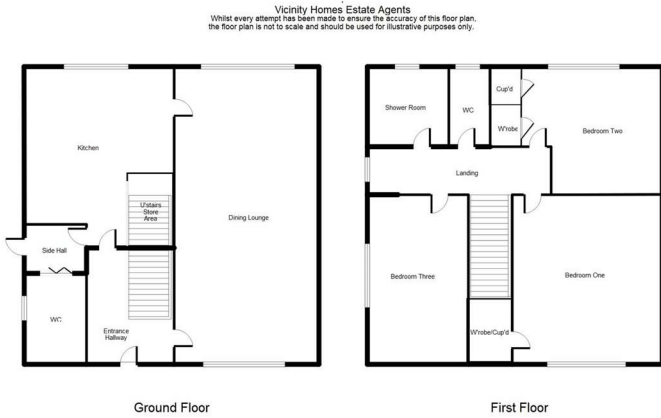 Vicinity Homes Estate Agents
Whilst every attempt has been made to ensure the accuracy of this floor plan,
the floor plan is not to scale and should be used for illustrative purposes only.
Kitchen
U'stairs
Store
Area
Dining Lounge
Side Hall
WC
Entrance
Hallway
Ground Floor
Shower Room
WC
Cup'd
W'robe
Bedroom Two
Landing
Bedroom Three
Bedroom One
W'robe/Cup'd
First Floor